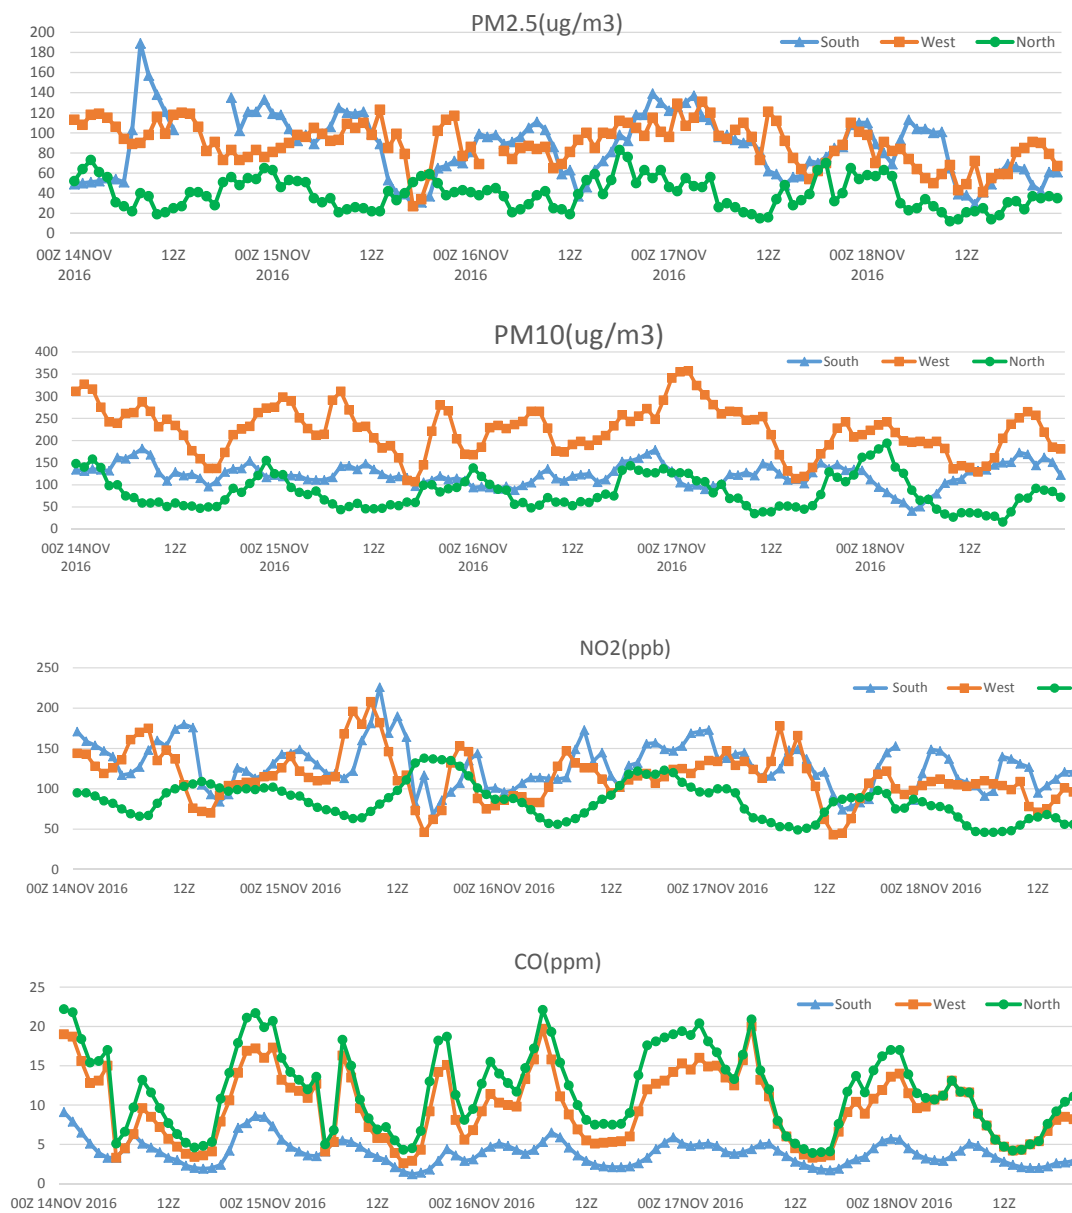 PM2.5(ug/m3)
200
180
160
140
120
100
80
60
40
20
0
South West North
00Z 14NOV 12Z 00Z 15NOV 12Z 00Z 16NOV 12Z 00Z 17NOV 12Z 00Z 18NOV 12Z
2016 2016 2016 2016 2016
PM10(ug/m3)
400
350
300
250
200
150
100
50
0
South West North
00Z 14NOV 12Z 00Z 15NOV 12Z 00Z 16NOV 12Z 00Z 17NOV 12Z 00Z 18NOV 12Z
2016 2016 2016 2016 2016
NO2(ppb)
250
200
150
100
50
0
South West
00Z 14NOV 2016 12Z 00Z 15NOV 2016 12Z 00Z 16NOV 2016 12Z 00Z 17NOV 2016 12Z 00Z 18NOV 2016 12Z
CO(ppm)
25
20
15
10
5
0
South West North
00Z 14NOV 2016 12Z 00Z 15NOV 2016 12Z 00Z 16NOV 2016 12Z 00Z 17NOV 2016 12Z 00Z 18NOV 2016 12Z